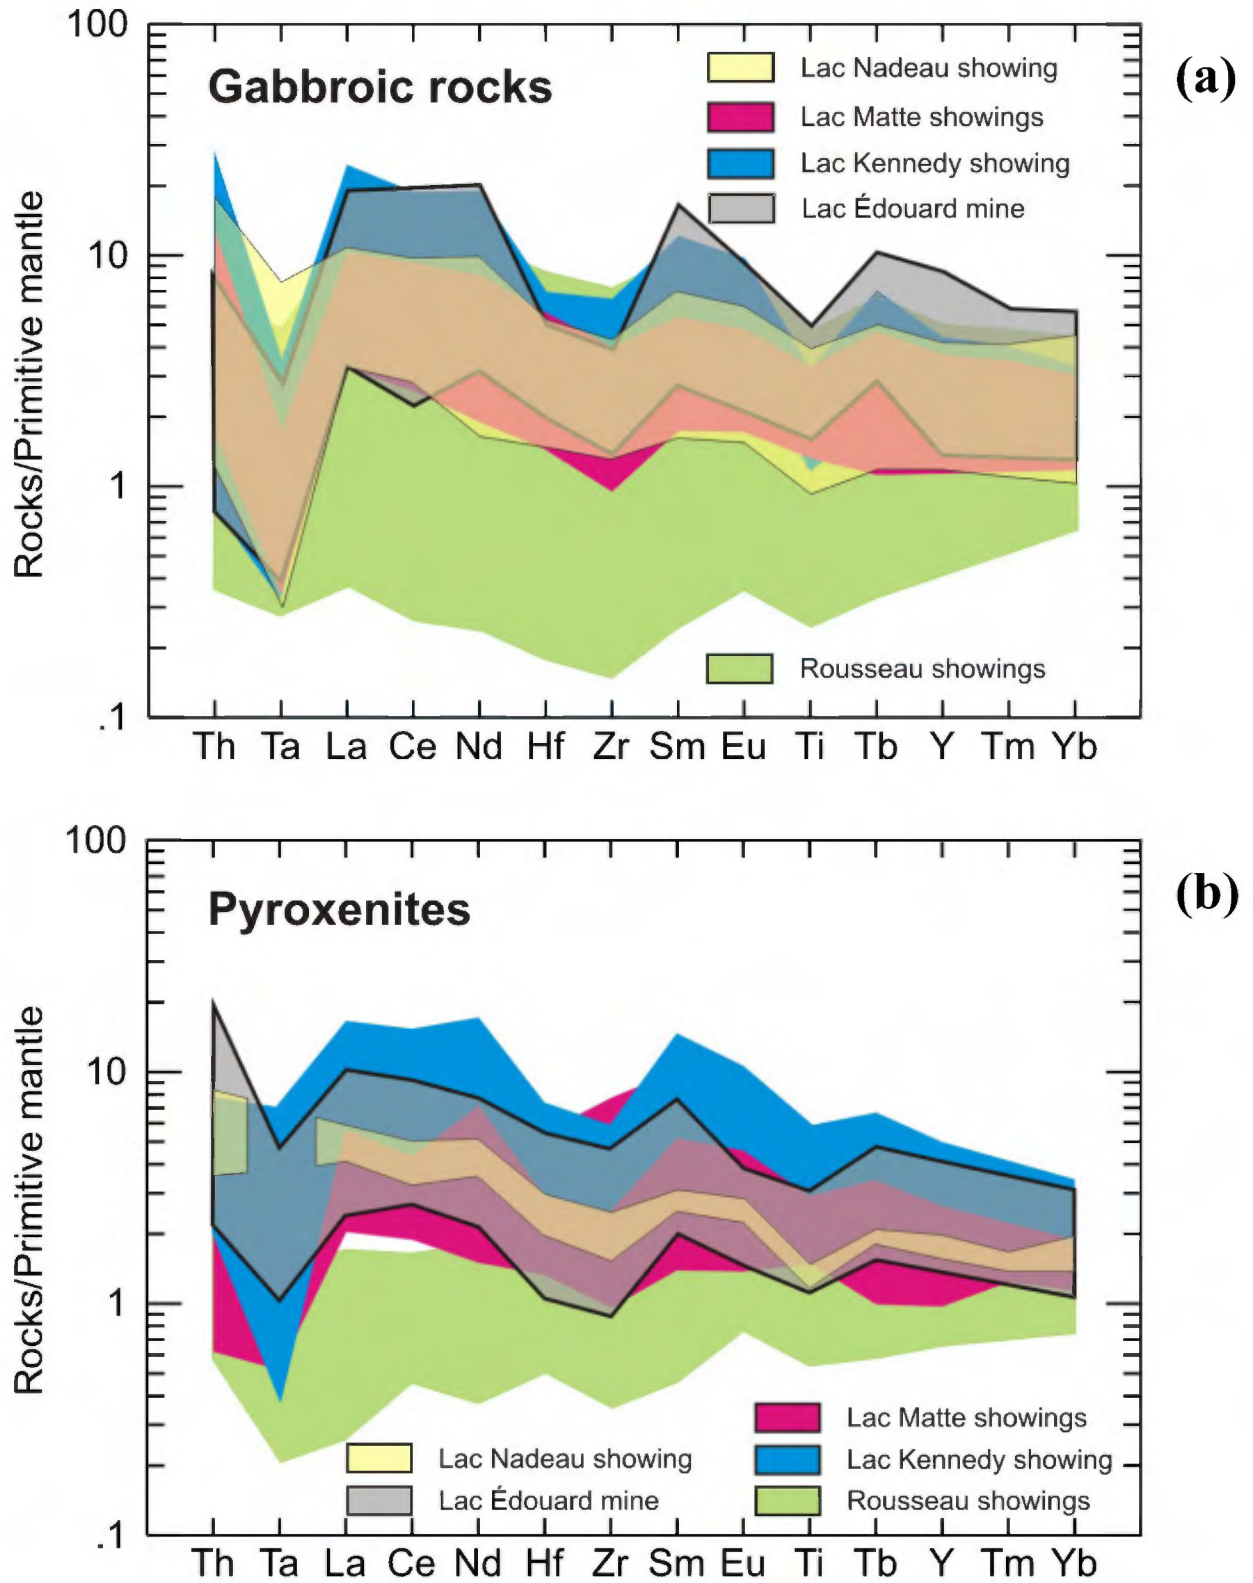 100
Gabbroic rocks
Lac Nadeau showing
Lac Matte showings
Lac Kennedy showing
Lac Édouard mine
(a)
Rocks/Primitive mantle
10
1
Rousseau showings
.1
Th Ta La Ce Nd Hf Zr Sm Eu Ti Tb Y Tm Yb
100
Pyroxenites
(b)
Rocks/Primitive mantle
10
1
Lac Matte showings
Lac Nadeau showing
Lac Kennedy showing
Lac Édouard mine
Rousseau showings
.1
Th Ta La Ce Nd Hf Zr Sm Eu Ti Tb Y Tm Yb